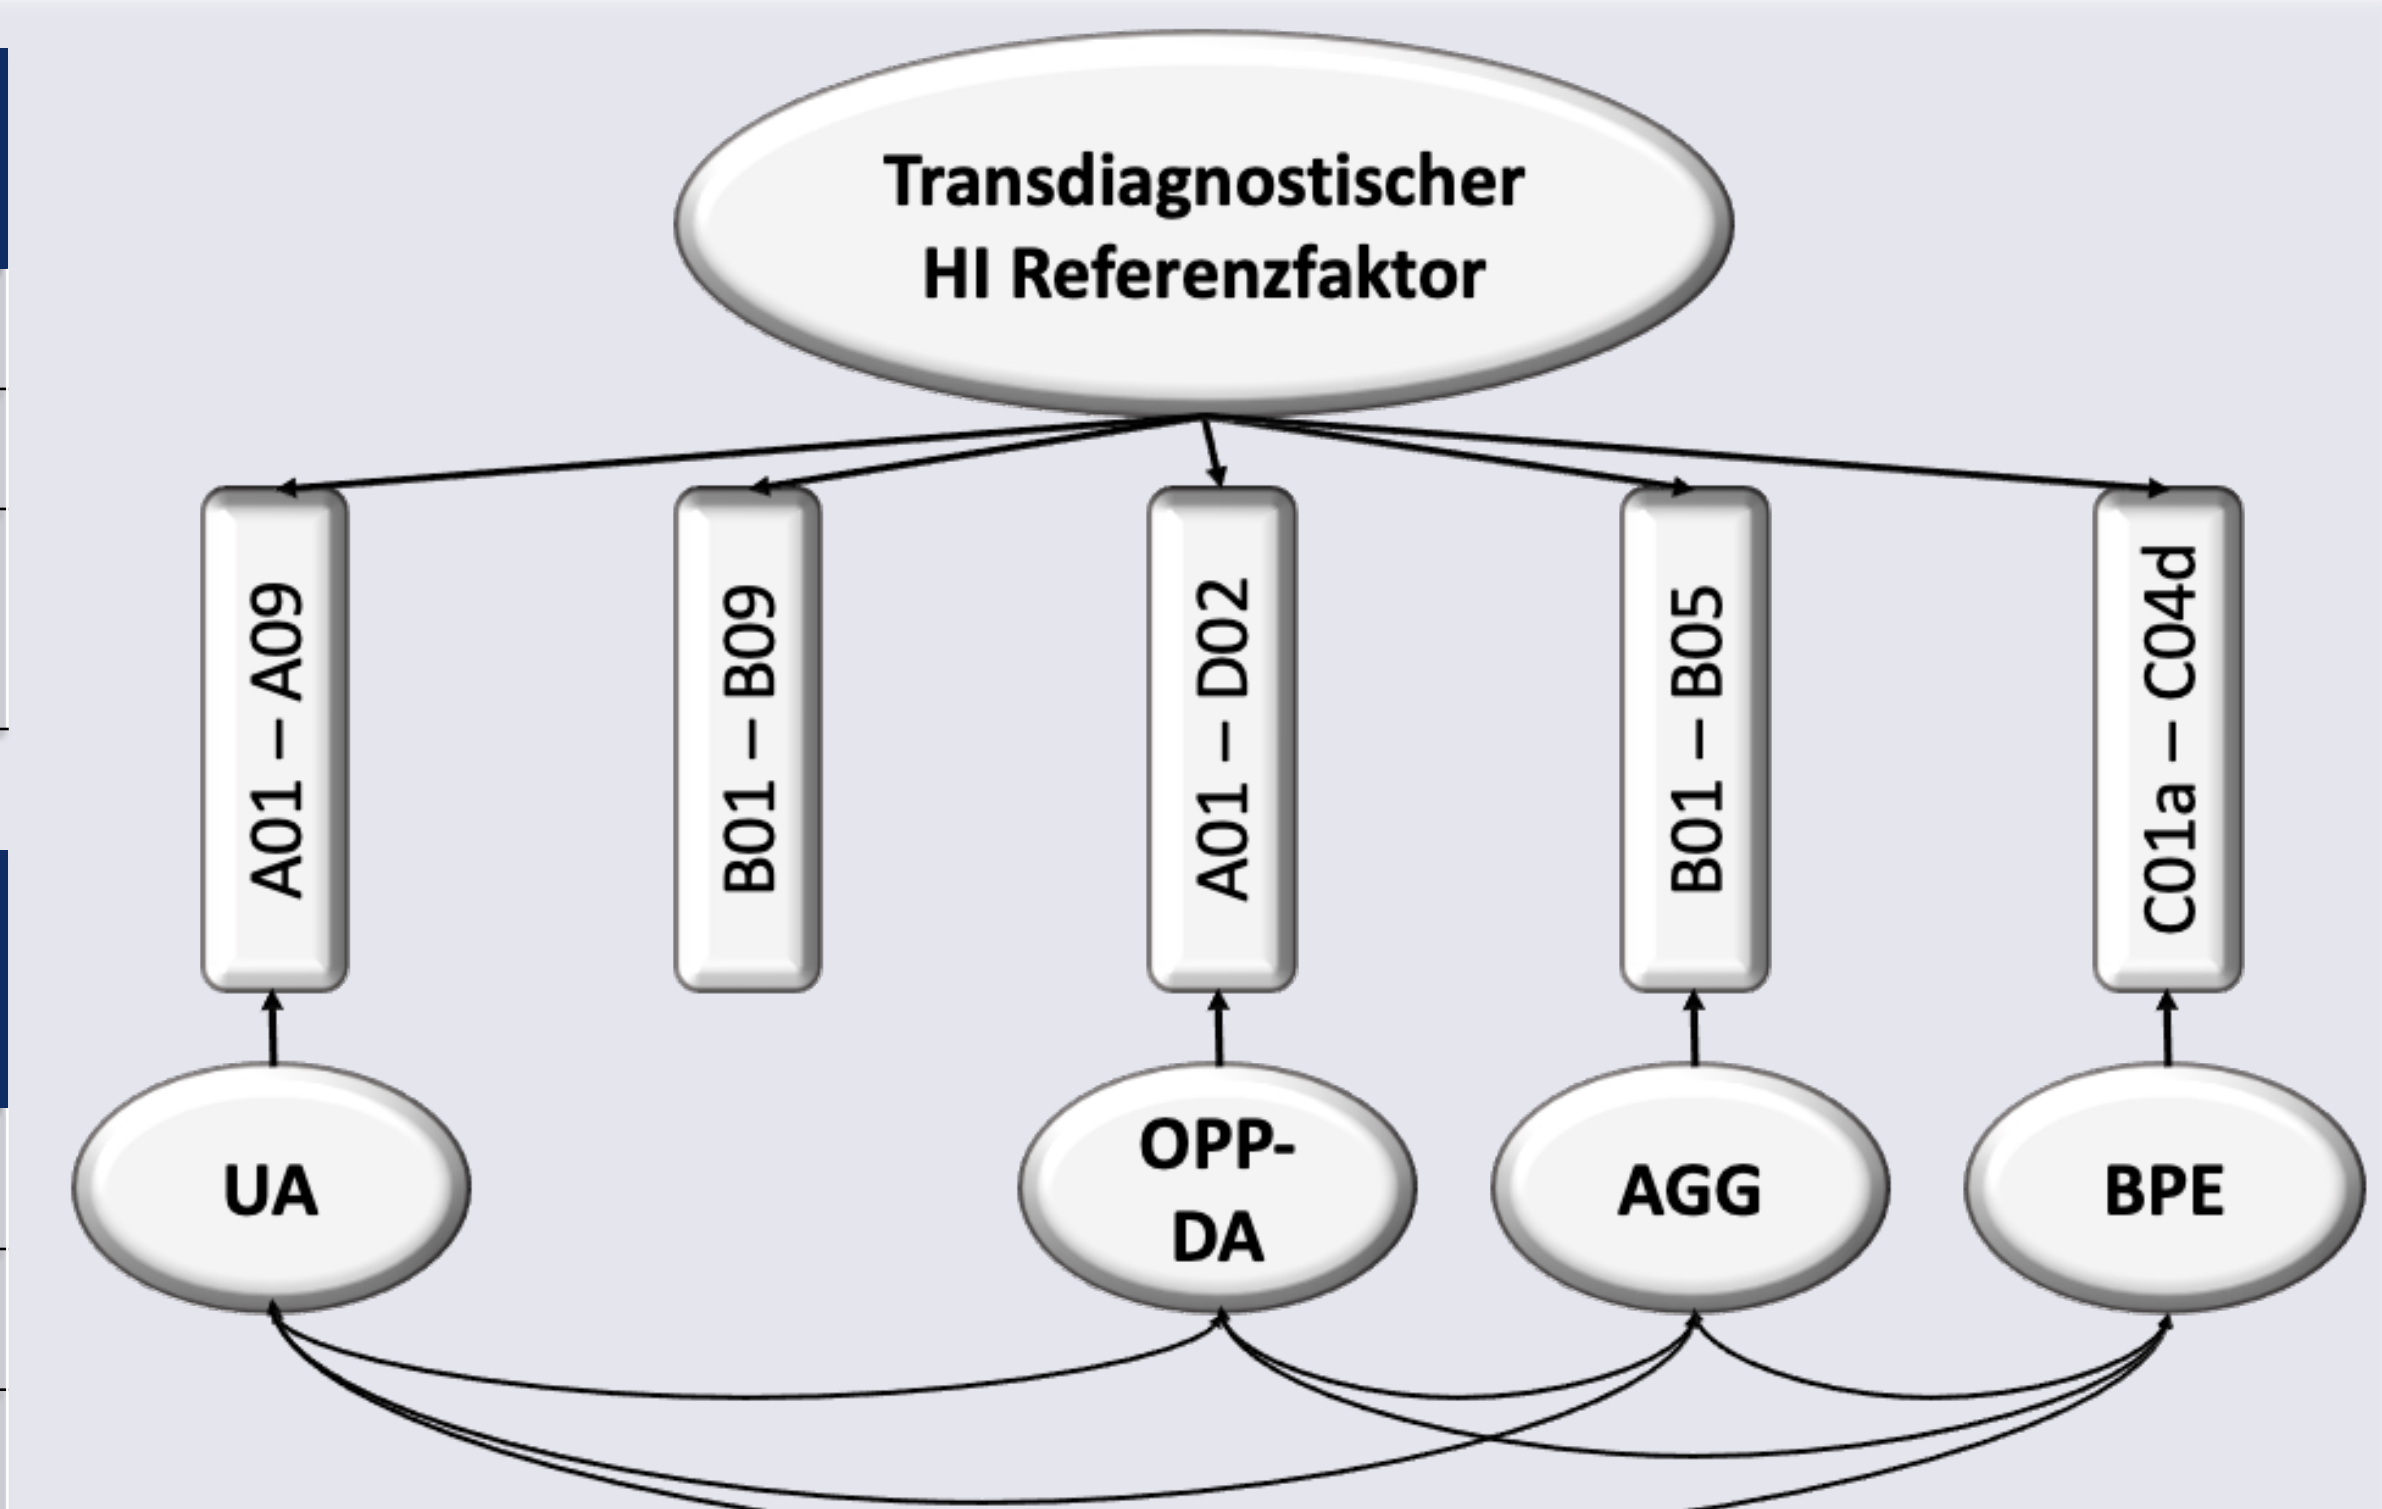 Transdiagnostischer
HI Referenzfaktor
A01 – A09
B01 – B09
A01 – D02
B01 – B05
C01a – C04d
UA
OPP-
DA
AGG
BPE